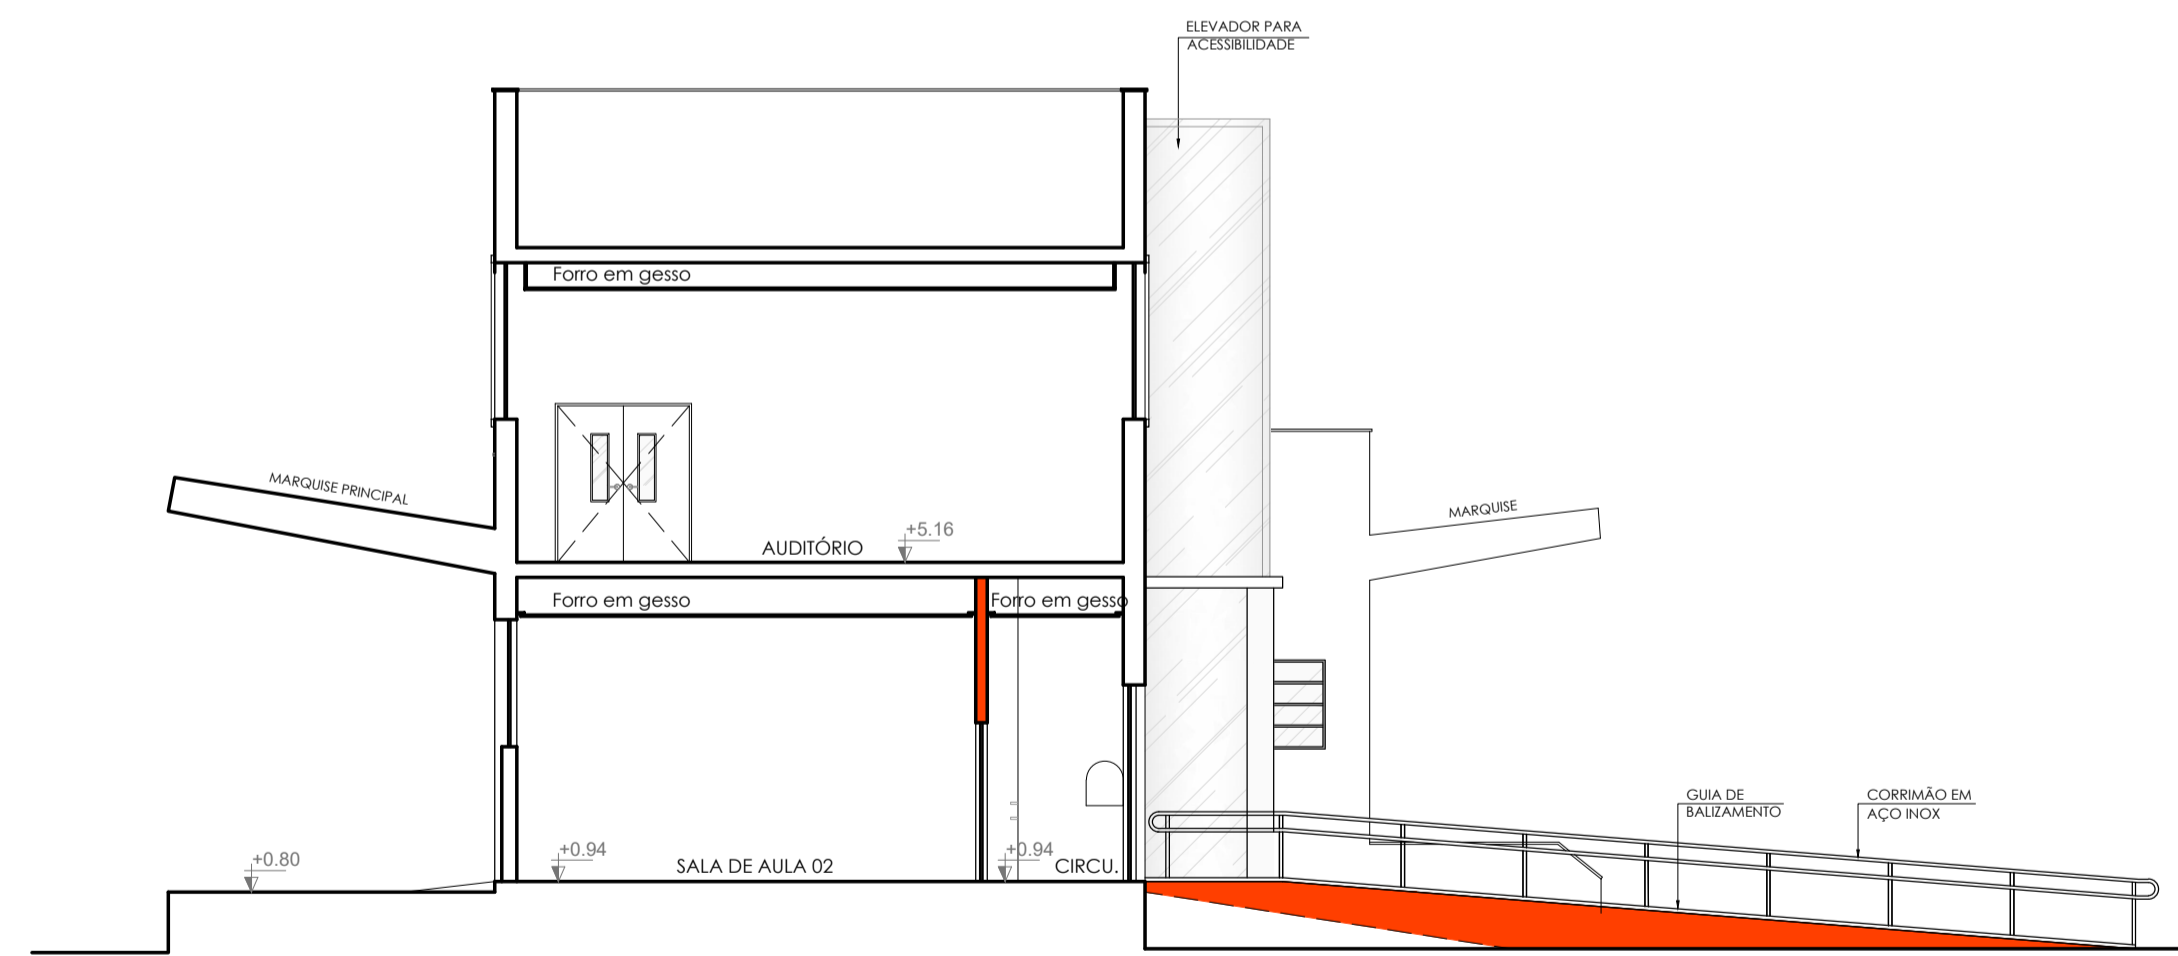 ELEVADOR PARA
ACESSIBILIDADE
Forro em gesso
MARQUISE PRINCIPAL
MARQUISE
+5.16
AUDITÓRIO
Forro em gesso
Forro em gesso
GUIA DE
BALIZAMENTO
CORRIMÃO EM
AÇO INOX
+0.80
+0.94
SALA DE AULA 02
+0.94
CIRCU.